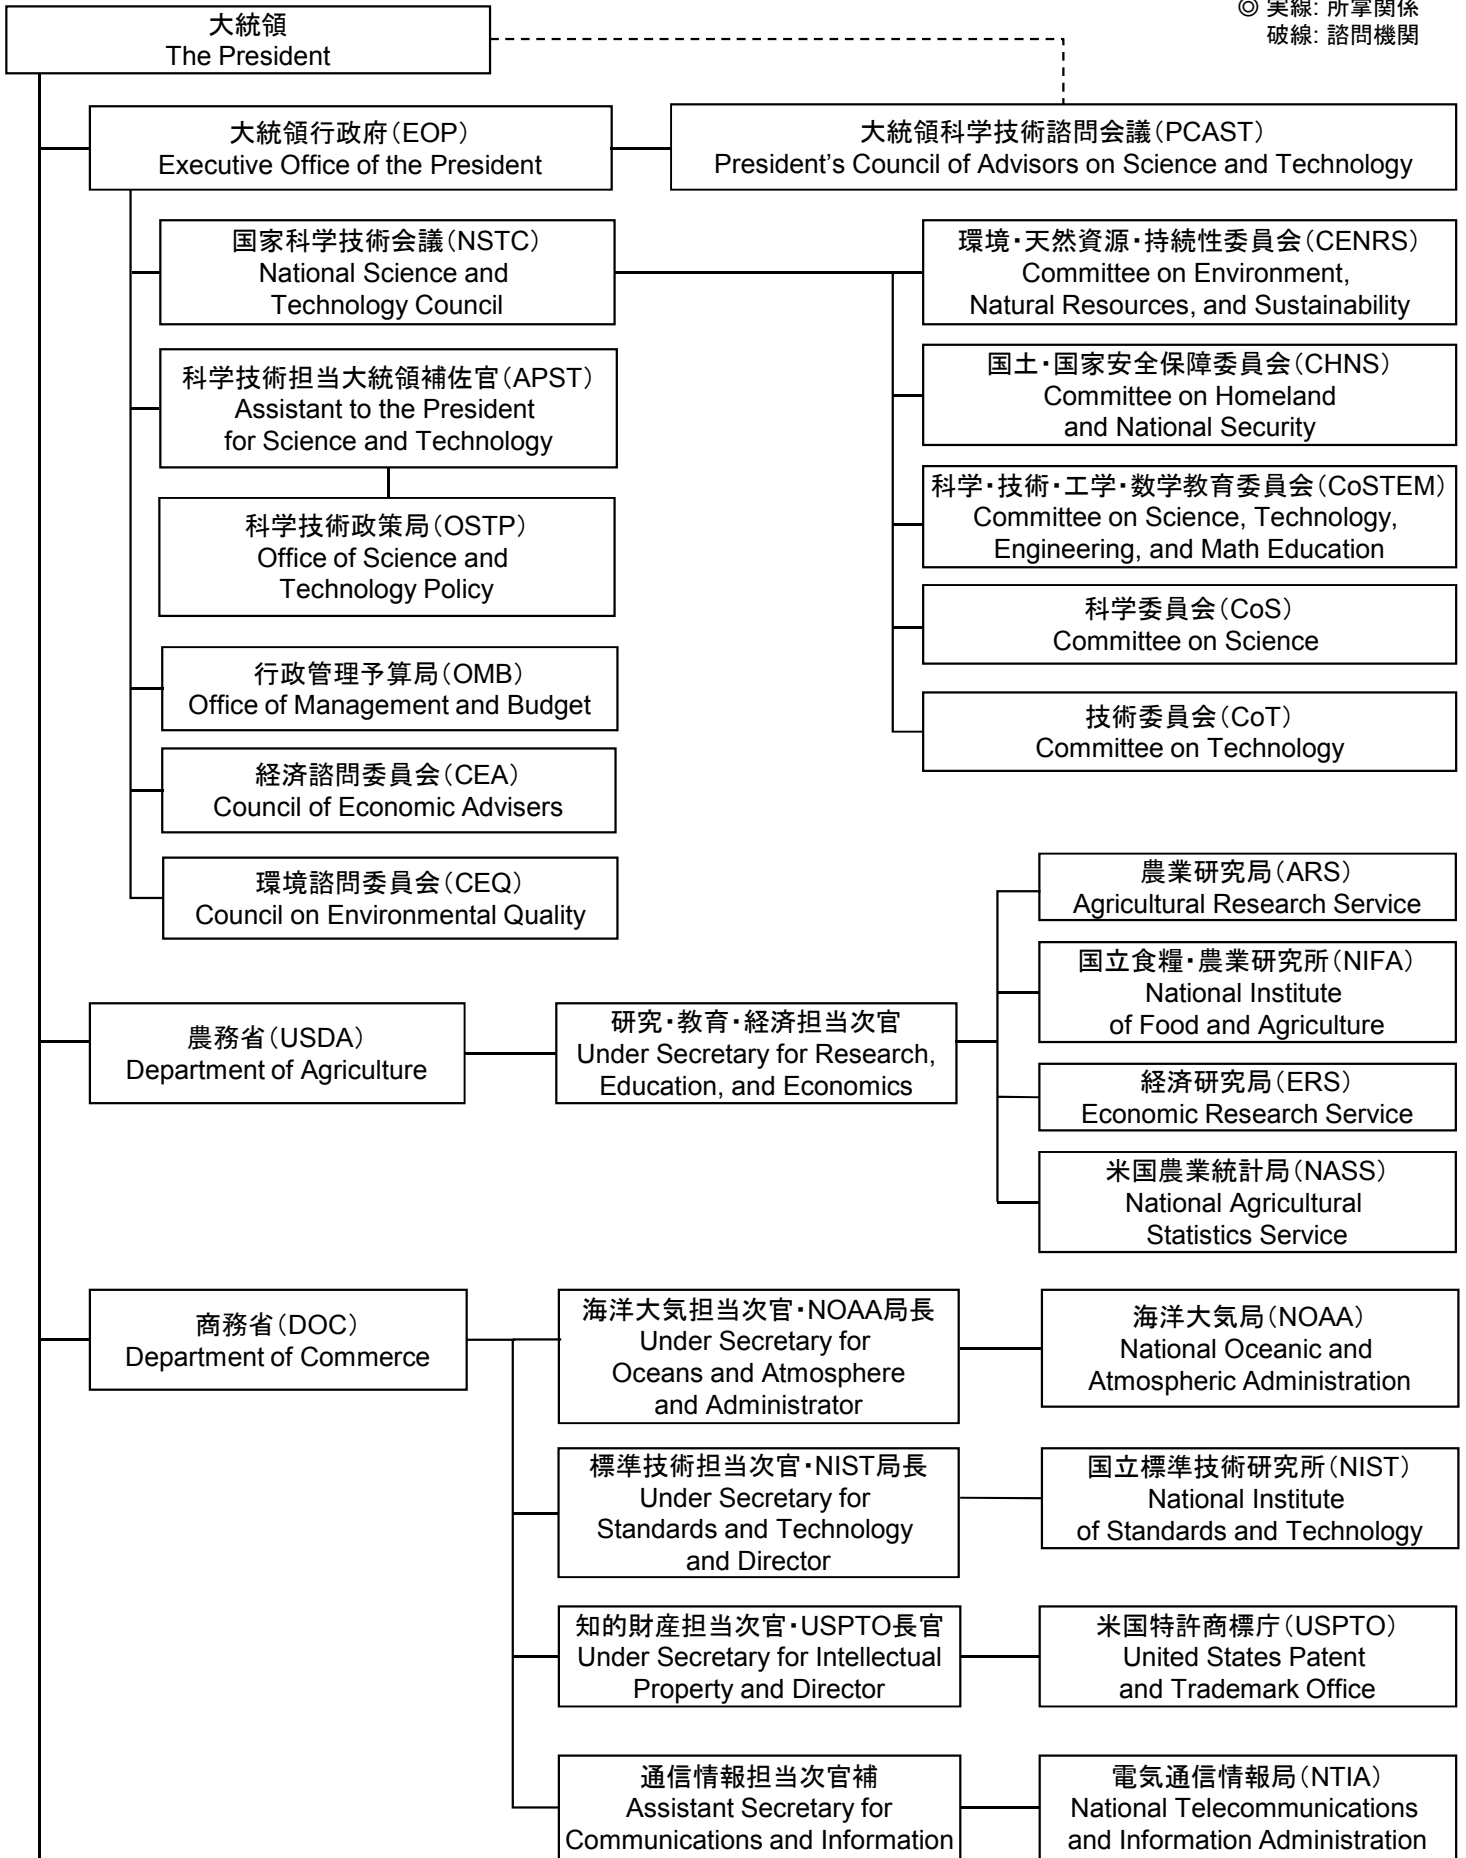 ◎ 実線: 所掌関係
破線: 諮問機関
大統領
The President
大統領行政府(EOP)
Executive Office of the President
大統領科学技術諮問会議(PCAST)
President’s Council of Advisors on Science and Technology
国家科学技術会議(NSTC)
National Science and
Technology Council
環境・天然資源・持続性委員会(CENRS)
Committee on Environment,
Natural Resources, and Sustainability
国土・国家安全保障委員会(CHNS)
Committee on Homeland
and National Security
科学技術担当大統領補佐官(APST)
Assistant to the President
for Science and Technology
科学・技術・工学・数学教育委員会(CoSTEM)
Committee on Science, Technology,
Engineering, and Math Education
科学技術政策局(OSTP)
Office of Science and
Technology Policy
科学委員会(CoS)
Committee on Science
行政管理予算局(OMB)
Office of Management and Budget
技術委員会(CoT)
Committee on Technology
経済諮問委員会(CEA)
Council of Economic Advisers
環境諮問委員会(CEQ)
Council on Environmental Quality
農務省(USDA)
Department of Agriculture
研究・教育・経済担当次官
Under Secretary for Research,
Education, and Economics
農業研究局(ARS)
Agricultural Research Service
国立食糧・農業研究所(NIFA)
National Institute
of Food and Agriculture
経済研究局(ERS)
Economic Research Service
米国農業統計局(NASS)
National Agricultural
Statistics Service
商務省(DOC)
Department of Commerce
海洋大気担当次官・NOAA局長
Under Secretary for
Oceans and Atmosphere
and Administrator
海洋大気局(NOAA)
National Oceanic and
Atmospheric Administration
標準技術担当次官・NIST局長
Under Secretary for
Standards and Technology
and Director
国立標準技術研究所(NIST)
National Institute
of Standards and Technology
知的財産担当次官・USPTO長官
Under Secretary for Intellectual
Property and Director
米国特許商標庁(USPTO)
United States Patent
and Trademark Office
通信情報担当次官補
Assistant Secretary for
Communications and Information
電気通信情報局(NTIA)
National Telecommunications
and Information Administration